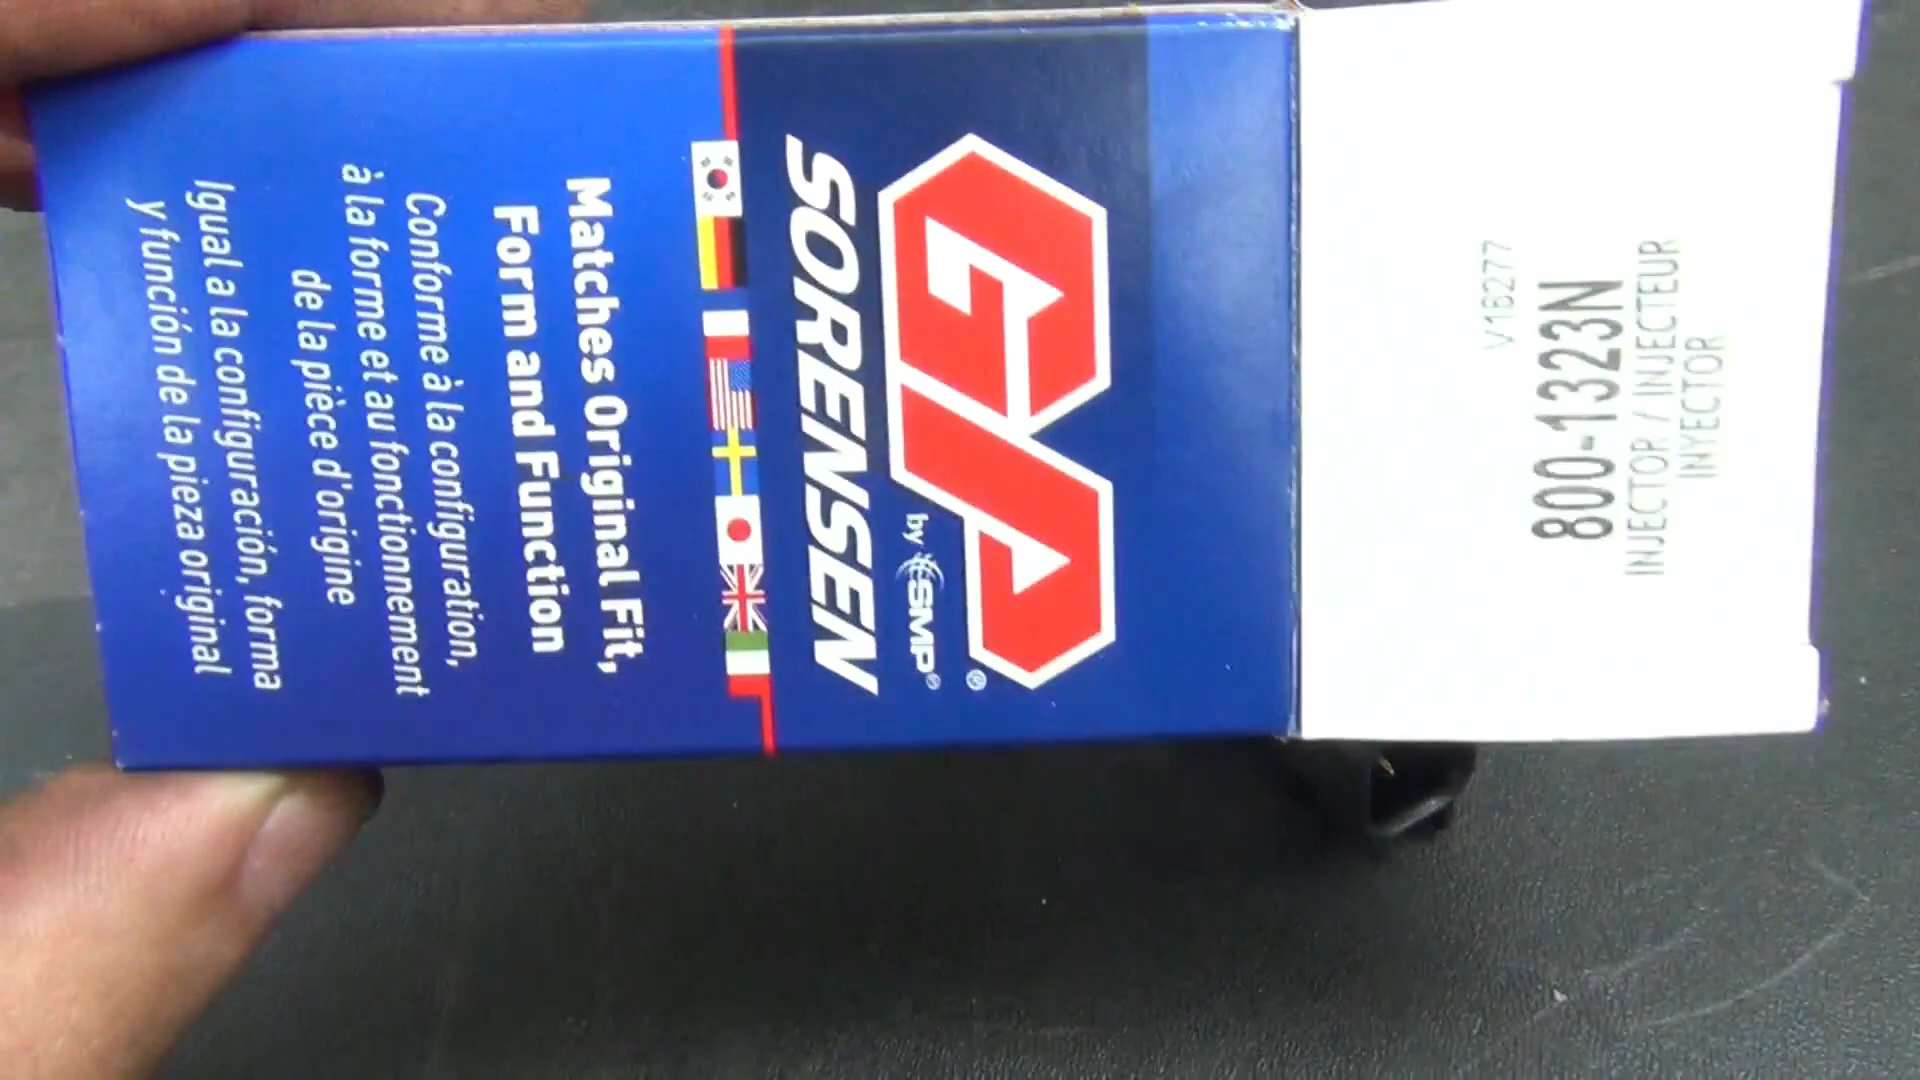 GP
®
by SMP®
SORENSEN
Matches Original Fit,
Form and Function
Conforme à la configuration,
à la forme et au fonctionnement
de la pièce d'origine
Igual a la configuración, forma
y función de la pieza original
V16277
800-1323N
INJECTOR / INJECTEUR
INYECTOR